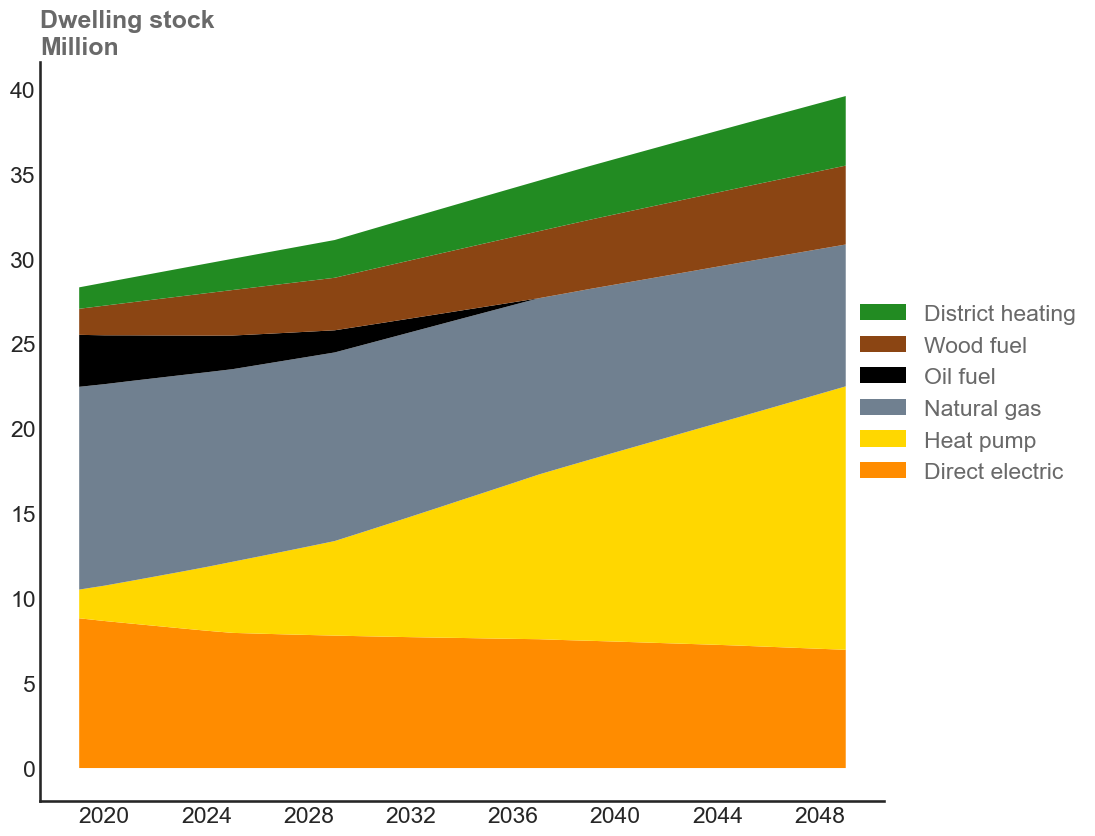 Dwelling stock
Million
40
35
30
25
20
15
10
5
0
2020 2024 2028 2032 2036 2040 2044 2048
District heating
Wood fuel
Oil fuel
Natural gas
Heat pump
Direct electric